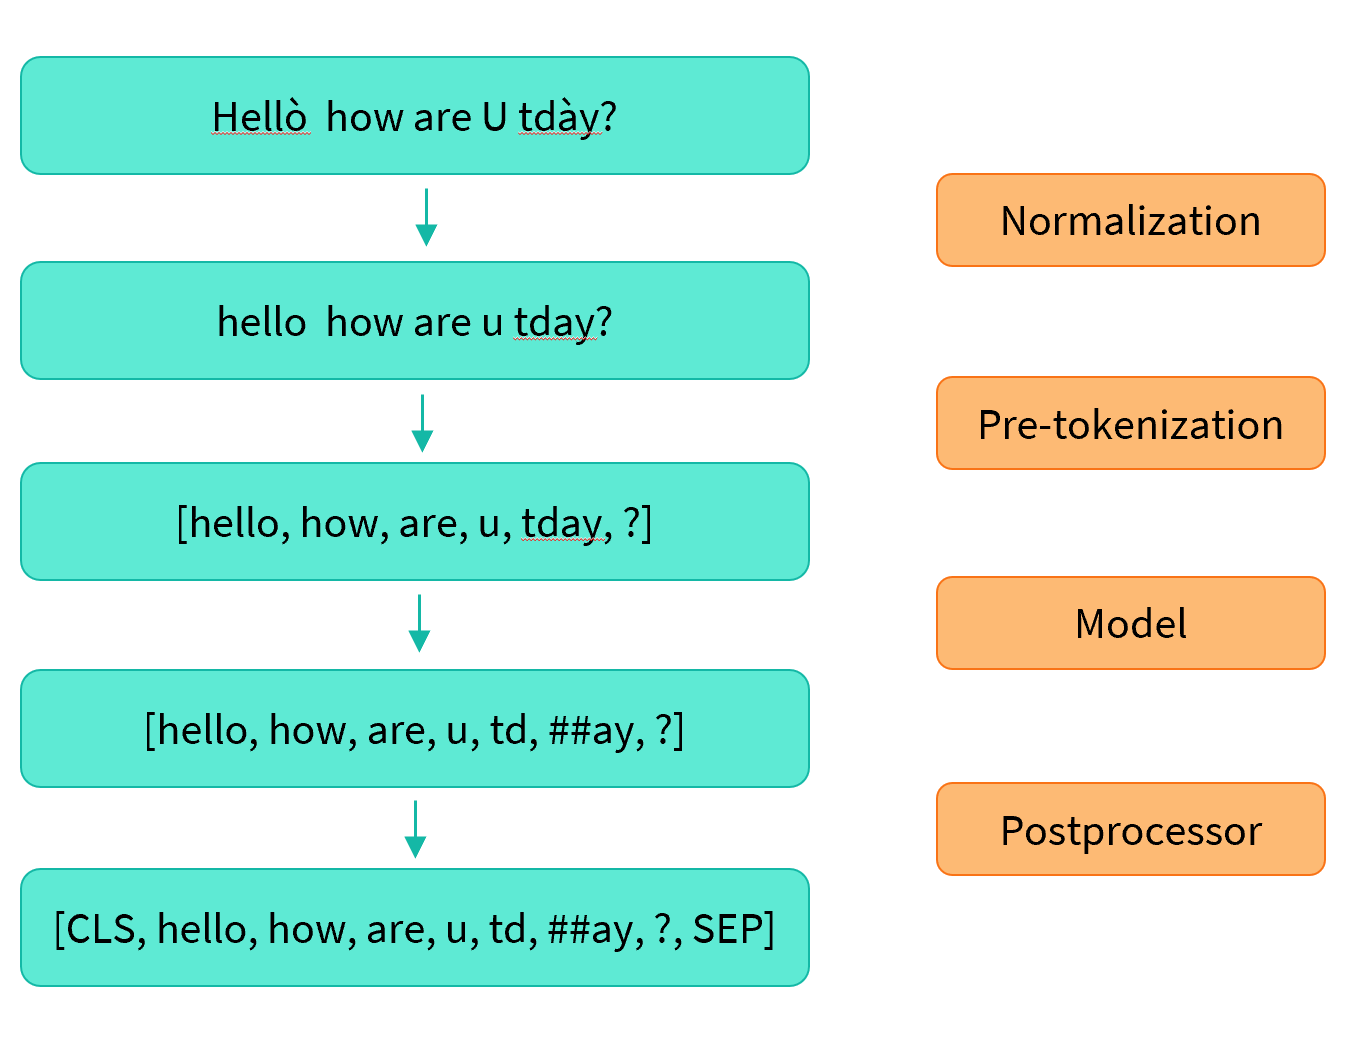 Hellò  how are U tdày?
Normalization
hello  how are u tday?
Pre-tokenization
[hello, how, are, u, tday, ?]
Model
[hello, how, are, u, td, ##ay, ?]
Postprocessor
[CLS, hello, how, are, u, td, ##ay, ?, SEP]